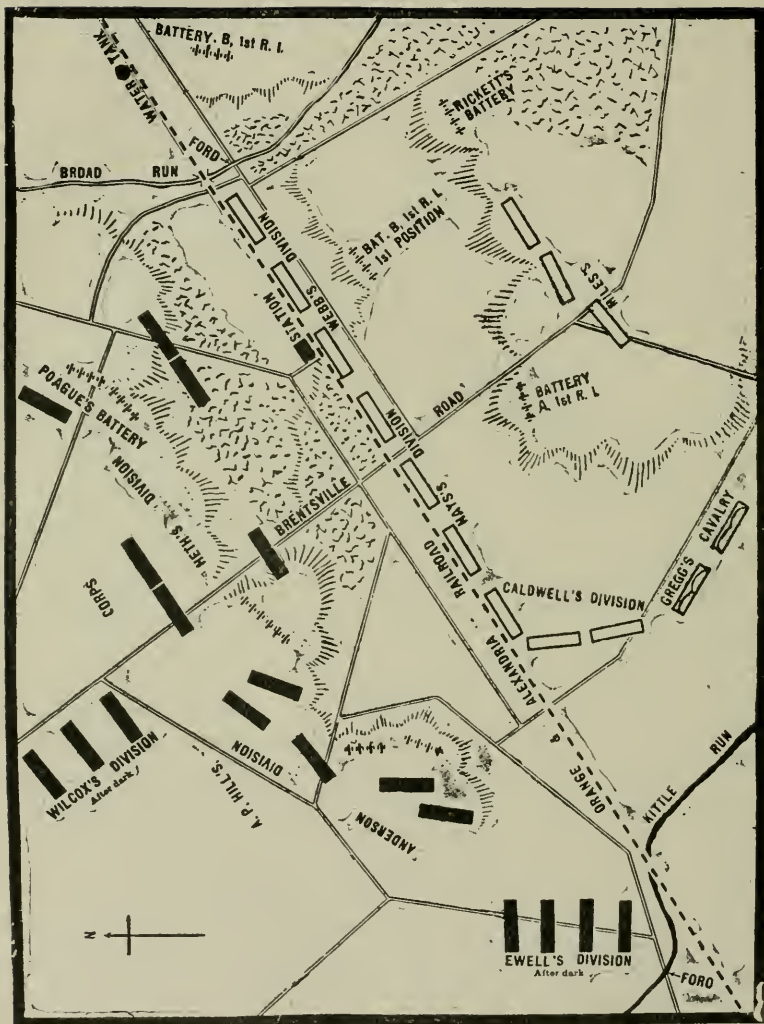 BATTERY. B, 1st R. I.
WATER TANK
RICKETT'S
BATTERY
FORD
BROAD RUN
BAT. B, 1st R. I.
1st POSITION
DIVISION
WEBB'S
STATION
MILES'S
POAGUE'S BATTERY
BATTERY
A, 1st R. I.
ROAD
DIVISION
HAYS'S
HETH'S
DIVISION
BRENTSVILLE
RAILROAD
GREGG'S CAVALRY
CORPS
CALDWELL'S DIVISION
ALEXANDRIA
&
ORANGE
WILCOX'S DIVISION
After dark
A. P. HILL'S
DIVISION
ANDERSON
KITTLE RUN
N
EWELL'S DIVISION
After dark
FORD